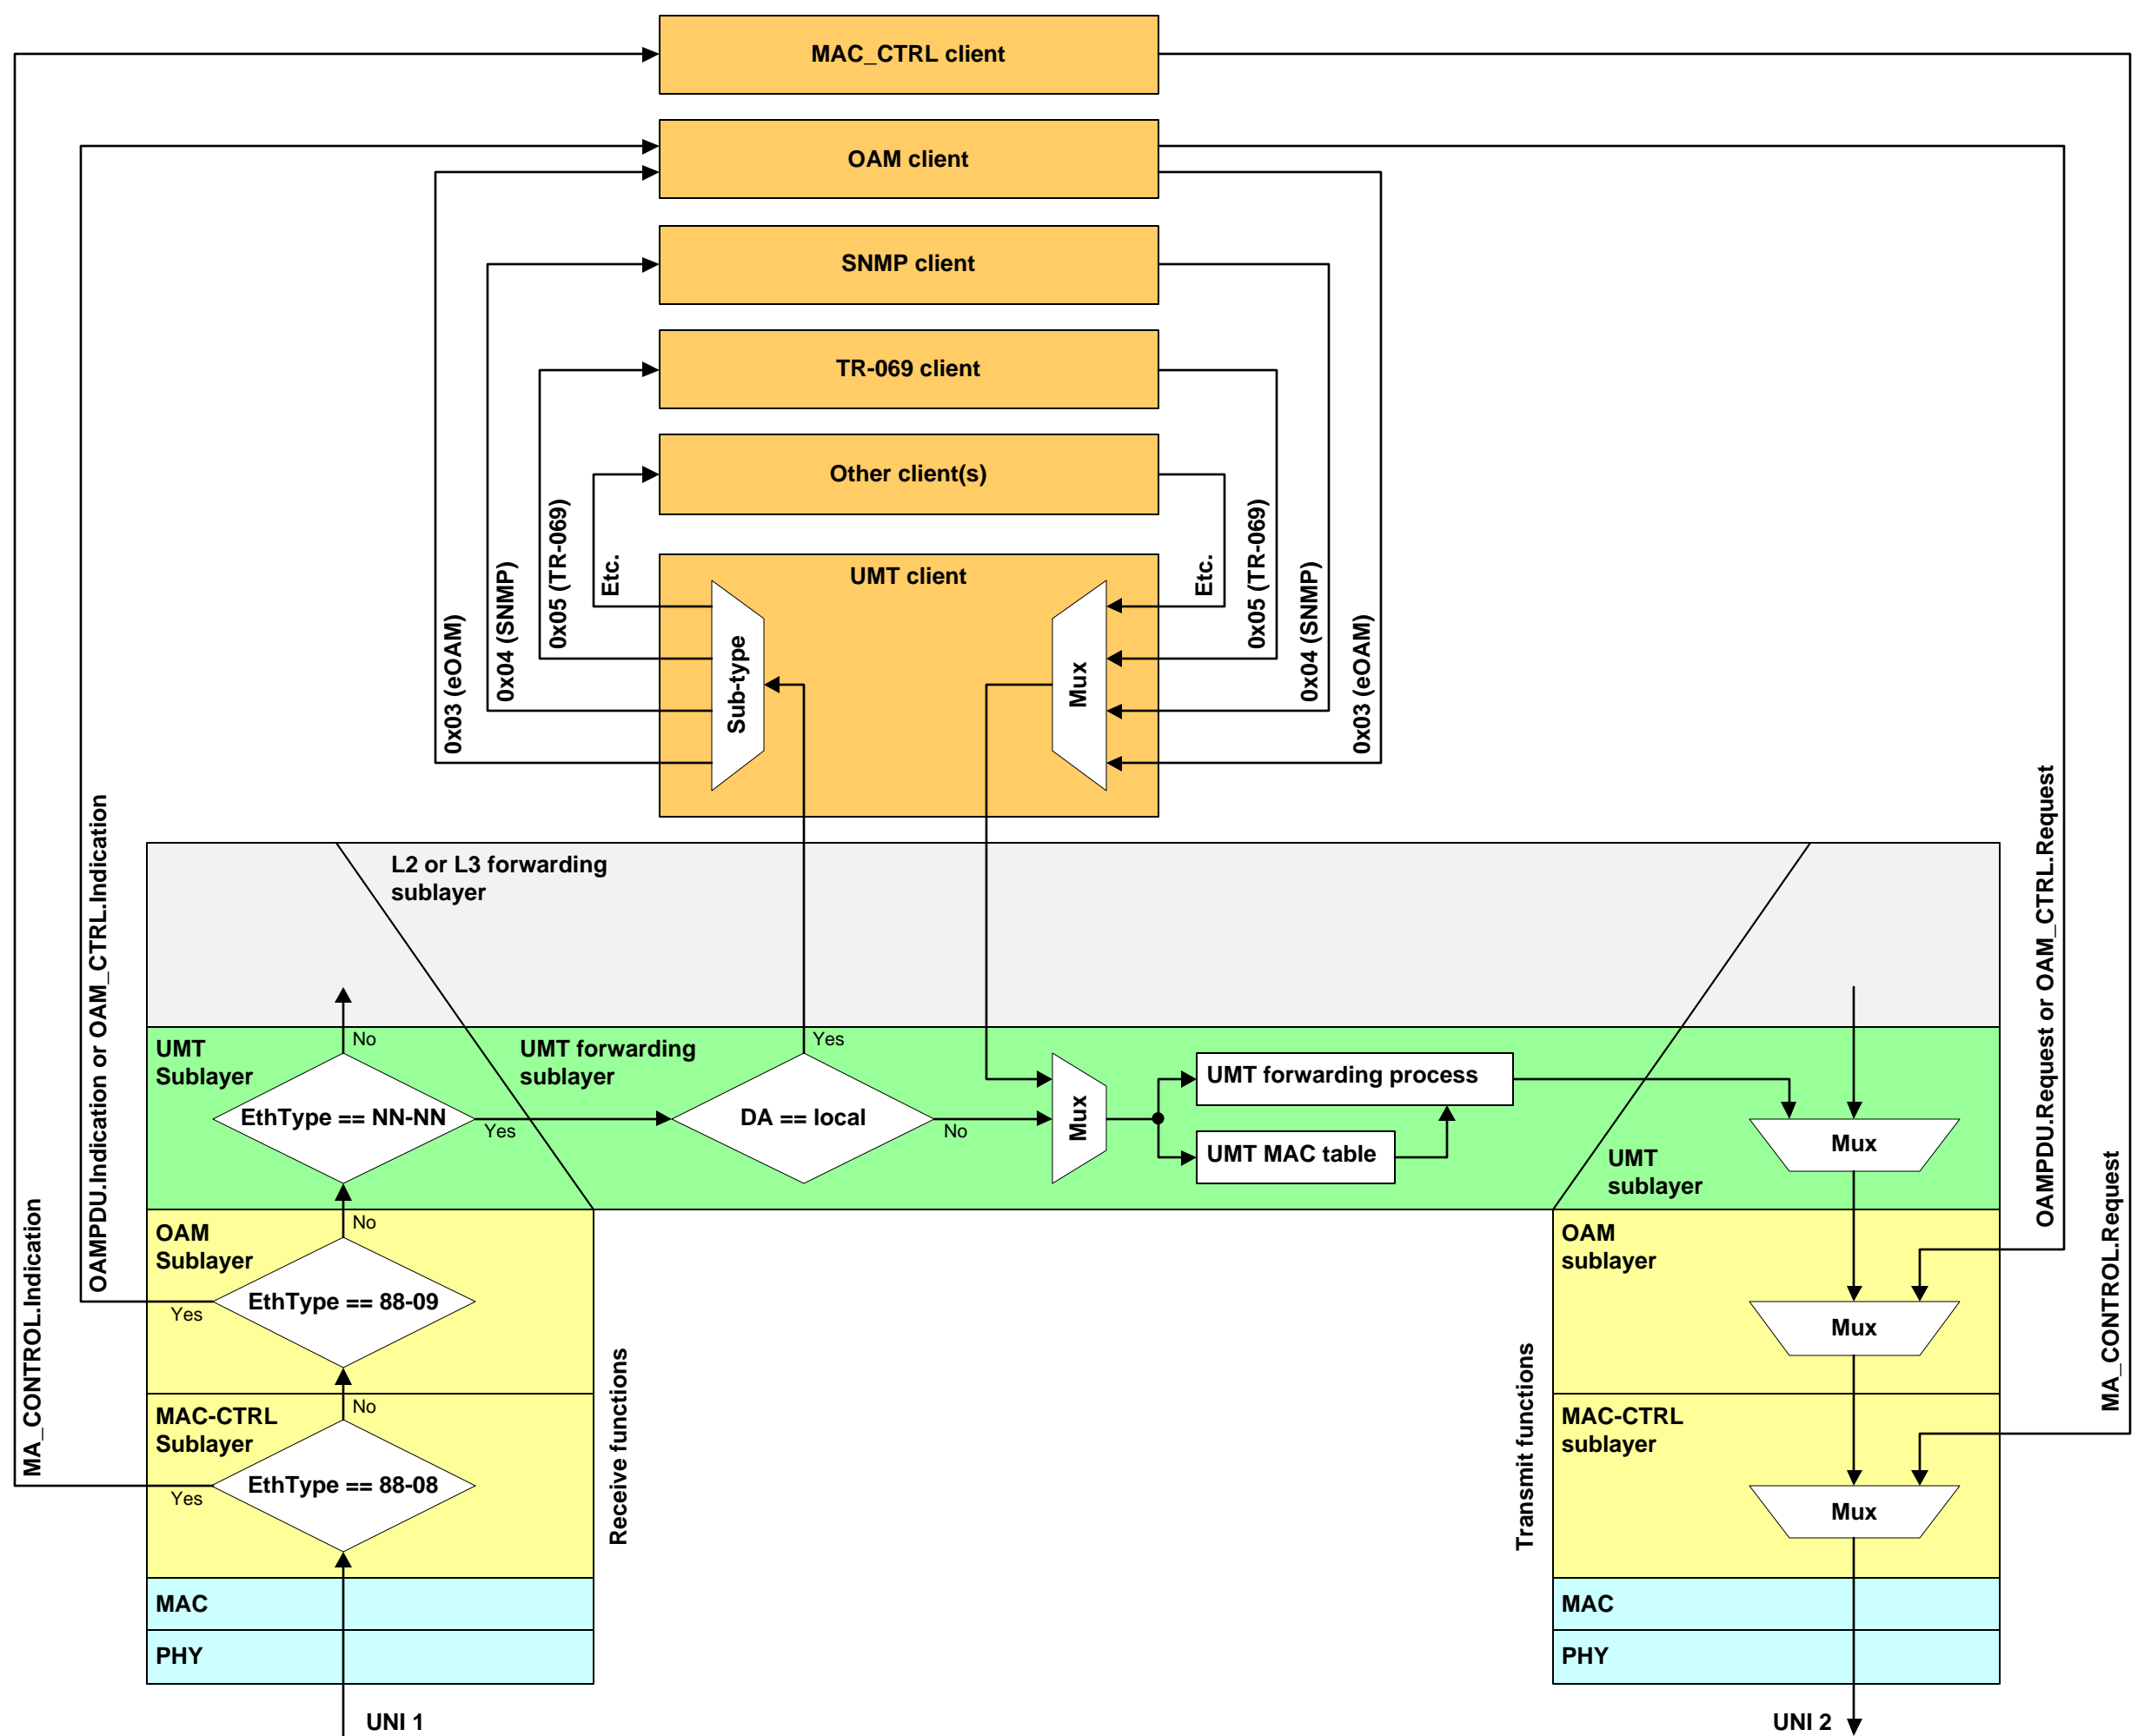 MAC_CTRL client
OAM client
SNMP client
TR-069 client
Other client(s)
UMT client
Sub-type
Mux
0x03 (eOAM)
0x04 (SNMP)
0x05 (TR-069)
Etc.
Etc.
0x05 (TR-069)
0x04 (SNMP)
0x03 (eOAM)
MA_CONTROL.Indication
OAMPDU.Indication or OAM_CTRL.Indication
OAMPDU.Request or OAM_CTRL.Request
MA_CONTROL.Request
L2 or L3 forwarding
sublayer
UMT
Sublayer
No
EthType == NN-NN
Yes
UMT forwarding
sublayer
Yes
DA == local
No
Mux
UMT forwarding process
UMT MAC table
UMT
sublayer
Mux
OAM
Sublayer
No
EthType == 88-09
Yes
MAC-CTRL
Sublayer
No
EthType == 88-08
Yes
MAC
PHY
UNI 1
Receive functions
Transmit functions
OAM
sublayer
Mux
MAC-CTRL
sublayer
Mux
MAC
PHY
UNI 2